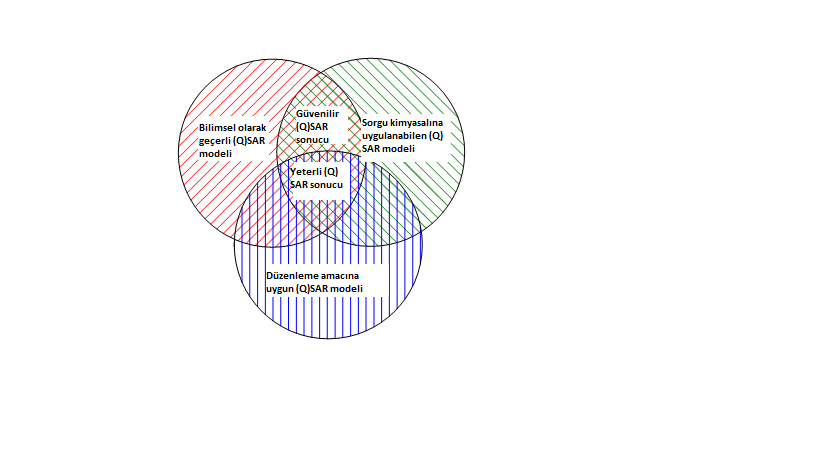 Bilimsel olarak
geçerli (Q)SAR
modeli
Güvenilir
(Q)SAR
sonucu
Sorgu kimyasalına
uygulanabilen (Q)
SAR modeli
Yeterli (Q)
SAR sonucu
Düzenleme amacına
uygun (Q)SAR modeli